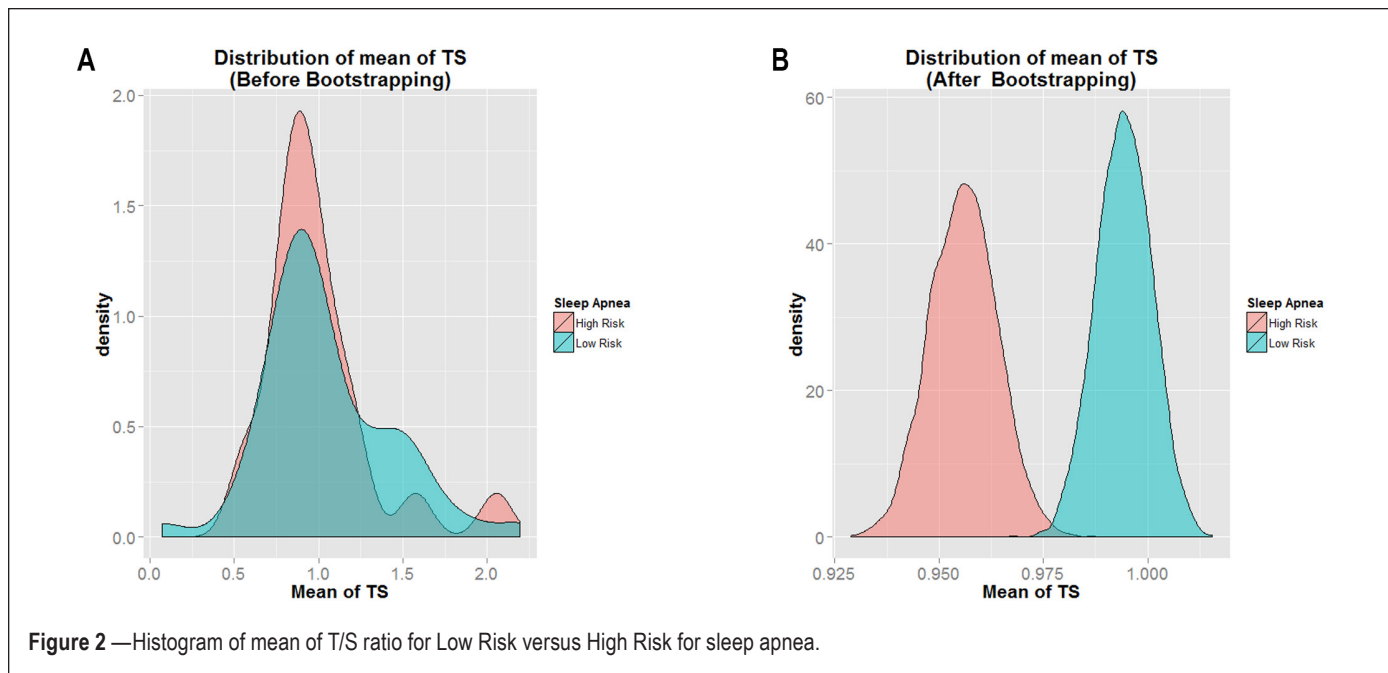 A
Distribution of mean of TS
(Before Bootstrapping)
2.0
1.5
1.0
0.5
0.0
density
0.0 0.5 1.0 1.5 2.0
Mean of TS
Sleep Apnea
High Risk
Low Risk
B
Distribution of mean of TS
(After Bootstrapping)
60
40
20
0
density
0.925 0.950 0.975 1.000
Mean of TS
Sleep Apnea
High Risk
Low Risk
Figure 2 —Histogram of mean of T/S ratio for Low Risk versus High Risk for sleep apnea.